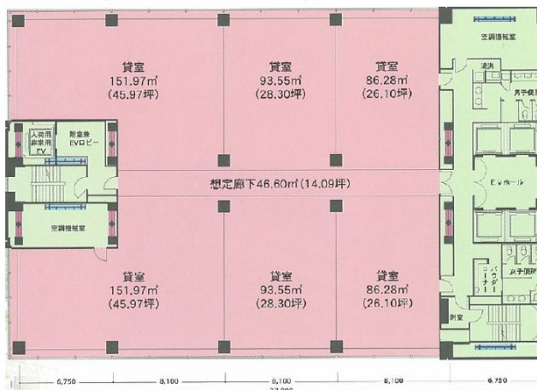 貸室
151.97㎡
(45.97坪)
貸室
93.55㎡
(28.30坪)
貸室
86.28㎡
(26.10坪)
空調機械室
湯沸
男子便所
人荷用
非常用
EV
附室兼
EVロビー
想定廊下46.60㎡(14.09坪)
EVホール
空調機械室
貸室
151.97㎡
(45.97坪)
貸室
93.55㎡
(28.30坪)
貸室
86.28㎡
(26.10坪)
パウダー
コーナー
女子便所
附室
6,750
8,100
8,100
8,100
6,750